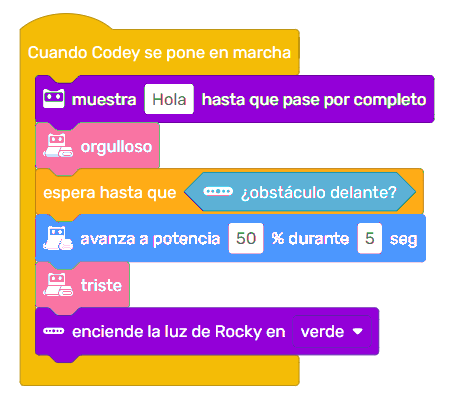 Cuando Codey se pone en marcha
muestra Hola hasta que pase por completo
orgulloso
espera hasta que ¿obstáculo delante?
avanza a potencia 50 % durante 5 seg
triste
enciende la luz de Rocky en verde